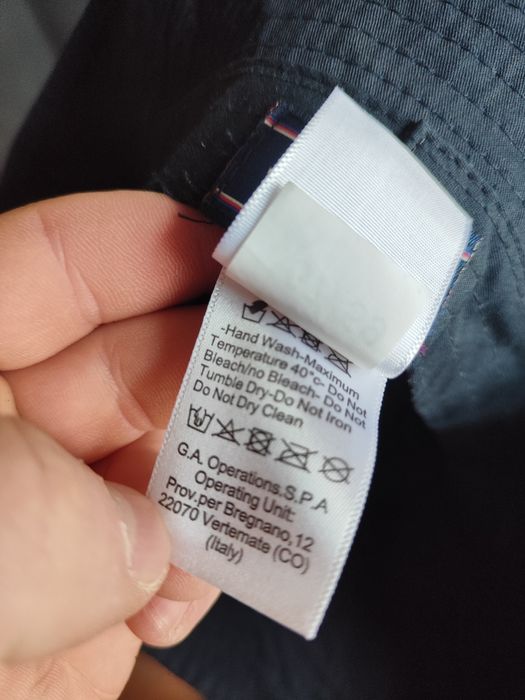 -Hand Wash-Maximum
Temperature 40°c- Do Not
Bleach/no Bleach- Do Not
Tumble Dry-Do Not Iron
Do Not Dry Clean
G.A. Operations.S.P.A
Operating Unit:
Prov.per Bregnano,12
22070 Vertemate (CO)
(Italy)